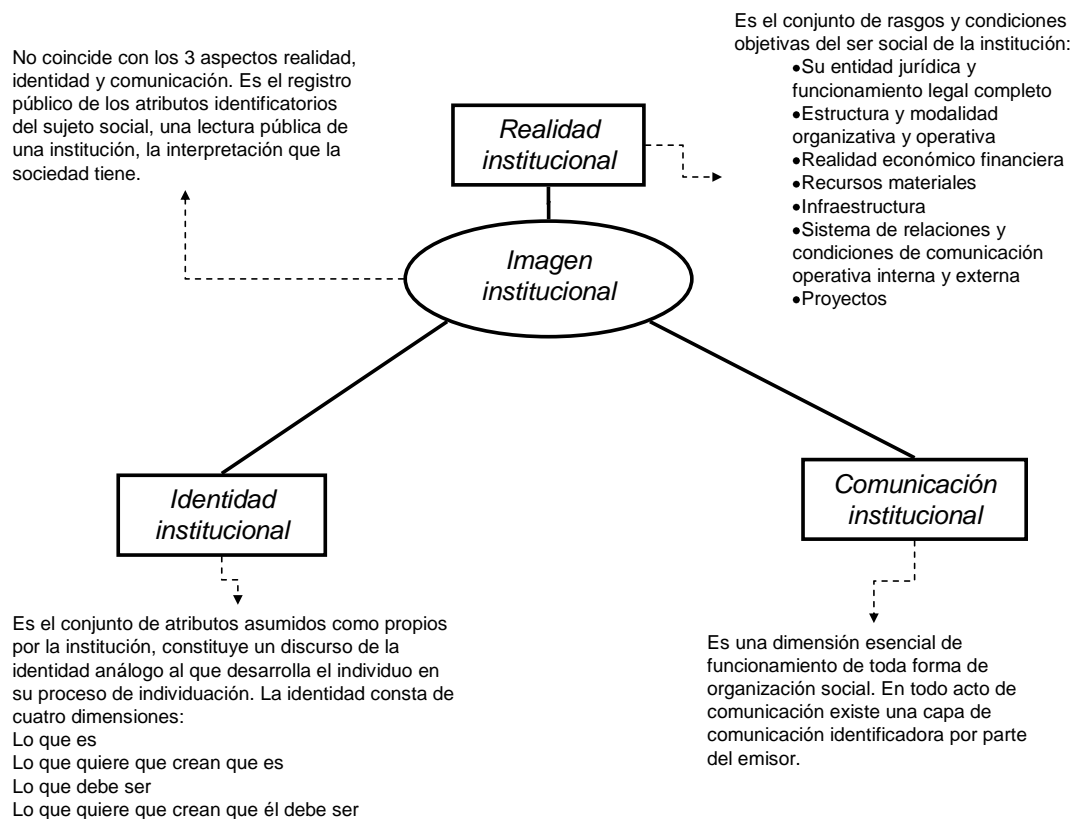 No coincide con los 3 aspectos realidad,
identidad y comunicación. Es el registro
público de los atributos identificatorios
del sujeto social, una lectura pública de
una institución, la interpretación que la
sociedad tiene.
Realidad
institucional
Es el conjunto de rasgos y condiciones
objetivas del ser social de la institución:
•Su entidad jurídica y
funcionamiento legal completo
•Estructura y modalidad
organizativa y operativa
•Realidad económico financiera
•Recursos materiales
•Infraestructura
•Sistema de relaciones y
condiciones de comunicación
operativa interna y externa
•Proyectos
Imagen
institucional
Identidad
institucional
Comunicación
institucional
Es el conjunto de atributos asumidos como propios
por la institución, constituye un discurso de la
identidad análogo al que desarrolla el individuo en
su proceso de individuación. La identidad consta de
cuatro dimensiones:
Lo que es
Lo que quiere que crean que es
Lo que debe ser
Lo que quiere que crean que él debe ser
Es una dimensión esencial de
funcionamiento de toda forma de
organización social. En todo acto de
comunicación existe una capa de
comunicación identificadora por parte
del emisor.